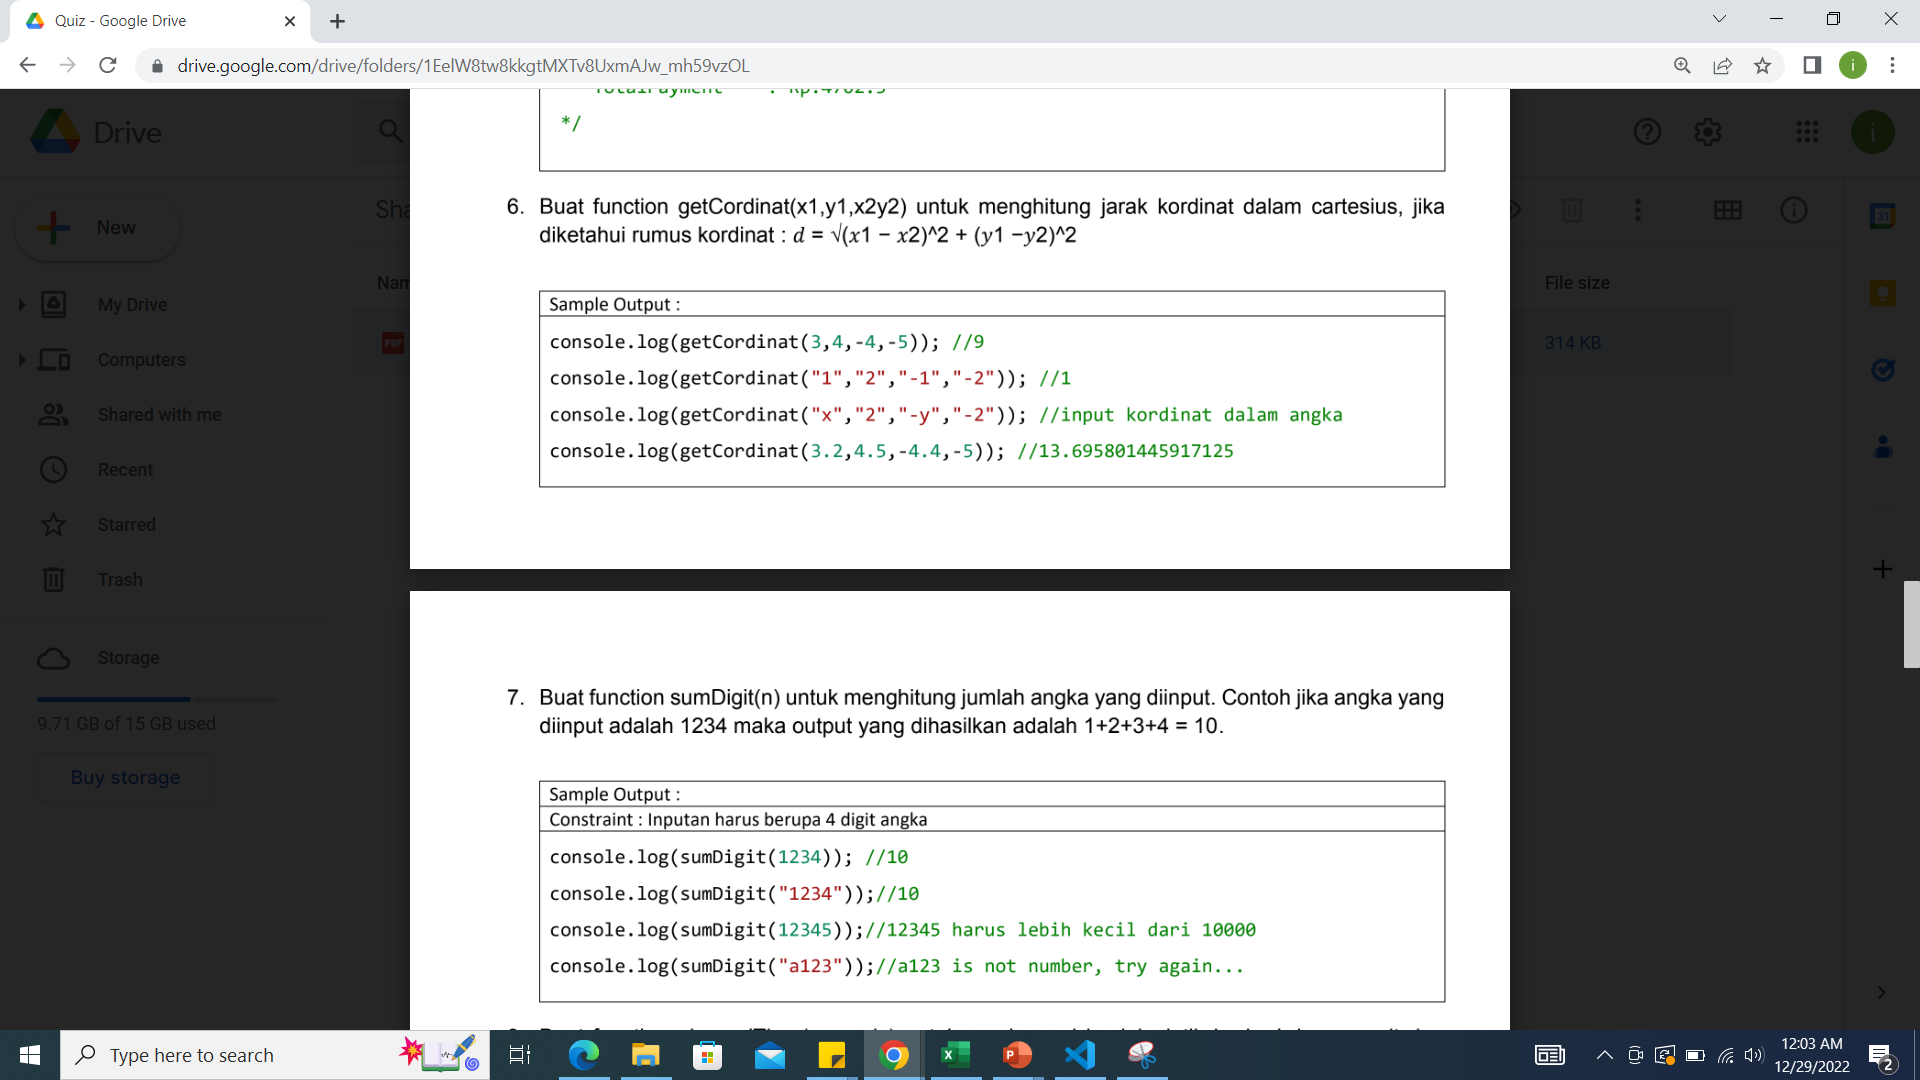 Quiz - Google Drive
drive.google.com/drive/folders/1EelW8tw8kkgtMXTv8UxmAJw_mh59vzOL
TotalPayment : Rp.4702.5
*/
Drive
i
i
New
My Drive
Computers
Shared with me
Recent
Starred
Trash
Storage
9.71 GB of 15 GB used
Buy storage
Sha
Nam
PDF
File size
314 KB
31
6. Buat function getCordinat(x1,y1,x2y2) untuk menghitung jarak kordinat dalam cartesius, jika
diketahui rumus kordinat : d = √(x1 − x2)^2 + (y1 −y2)^2
Sample Output :
console.log(getCordinat(3,4,-4,-5)); //9
console.log(getCordinat("1","2","-1","-2")); //1
console.log(getCordinat("x","2","-y","-2")); //input kordinat dalam angka
console.log(getCordinat(3.2,4.5,-4.4,-5)); //13.695801445917125
7. Buat function sumDigit(n) untuk menghitung jumlah angka yang diinput. Contoh jika angka yang
diinput adalah 1234 maka output yang dihasilkan adalah 1+2+3+4 = 10.
Sample Output :
Constraint : Inputan harus berupa 4 digit angka
console.log(sumDigit(1234)); //10
console.log(sumDigit("1234"));//10
console.log(sumDigit(12345));//12345 harus lebih kecil dari 10000
console.log(sumDigit("a123"));//a123 is not number, try again...
Type here to search
12:03 AM
12/29/2022
2